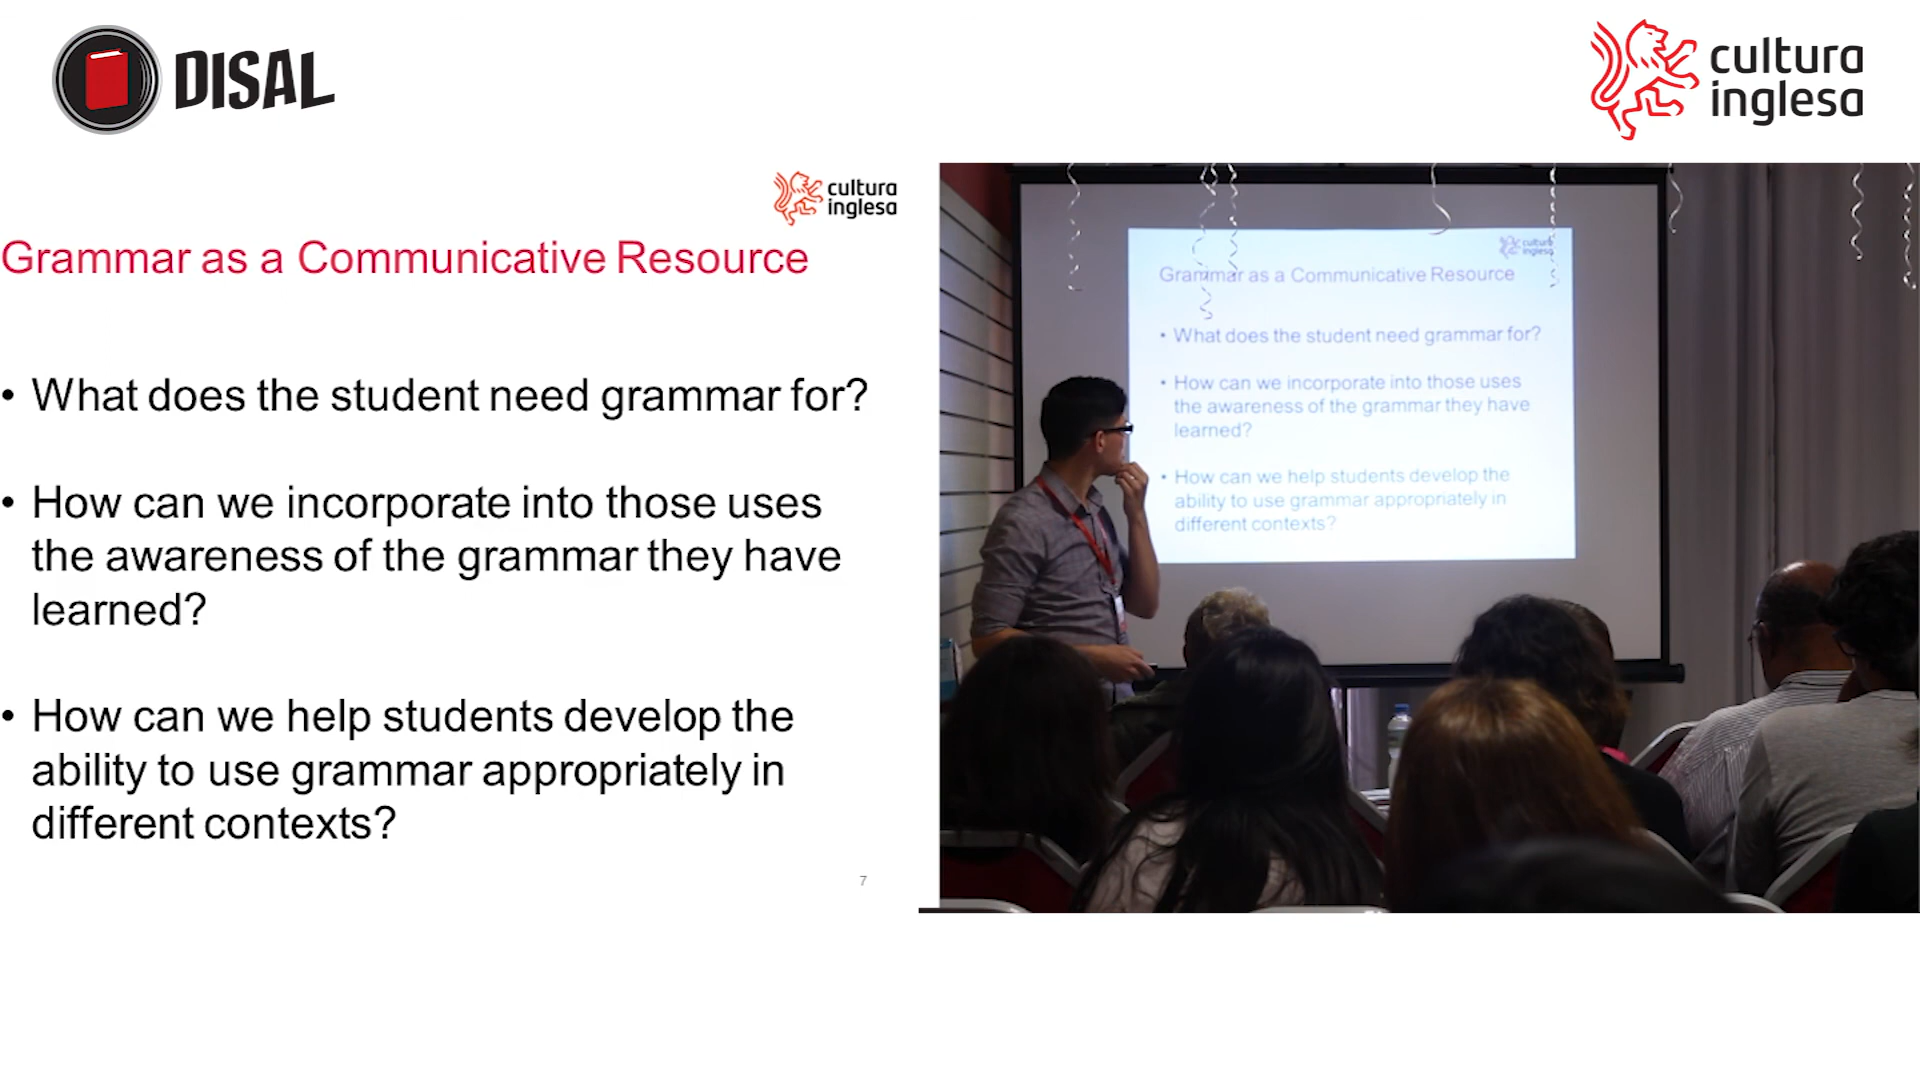 DISAL
cultura
inglesa
cultura
inglesa
Grammar as a Communicative Resource
• What does the student need grammar for?
• How can we incorporate into those uses
the awareness of the grammar they have
learned?
• How can we help students develop the
ability to use grammar appropriately in
different contexts?
7
cultura
inglesa
Grammar as a Communicative Resource
• What does the student need grammar for?
• How can we incorporate into those uses
the awareness of the grammar they have
learned?
• How can we help students develop the
ability to use grammar appropriately in
different contexts?